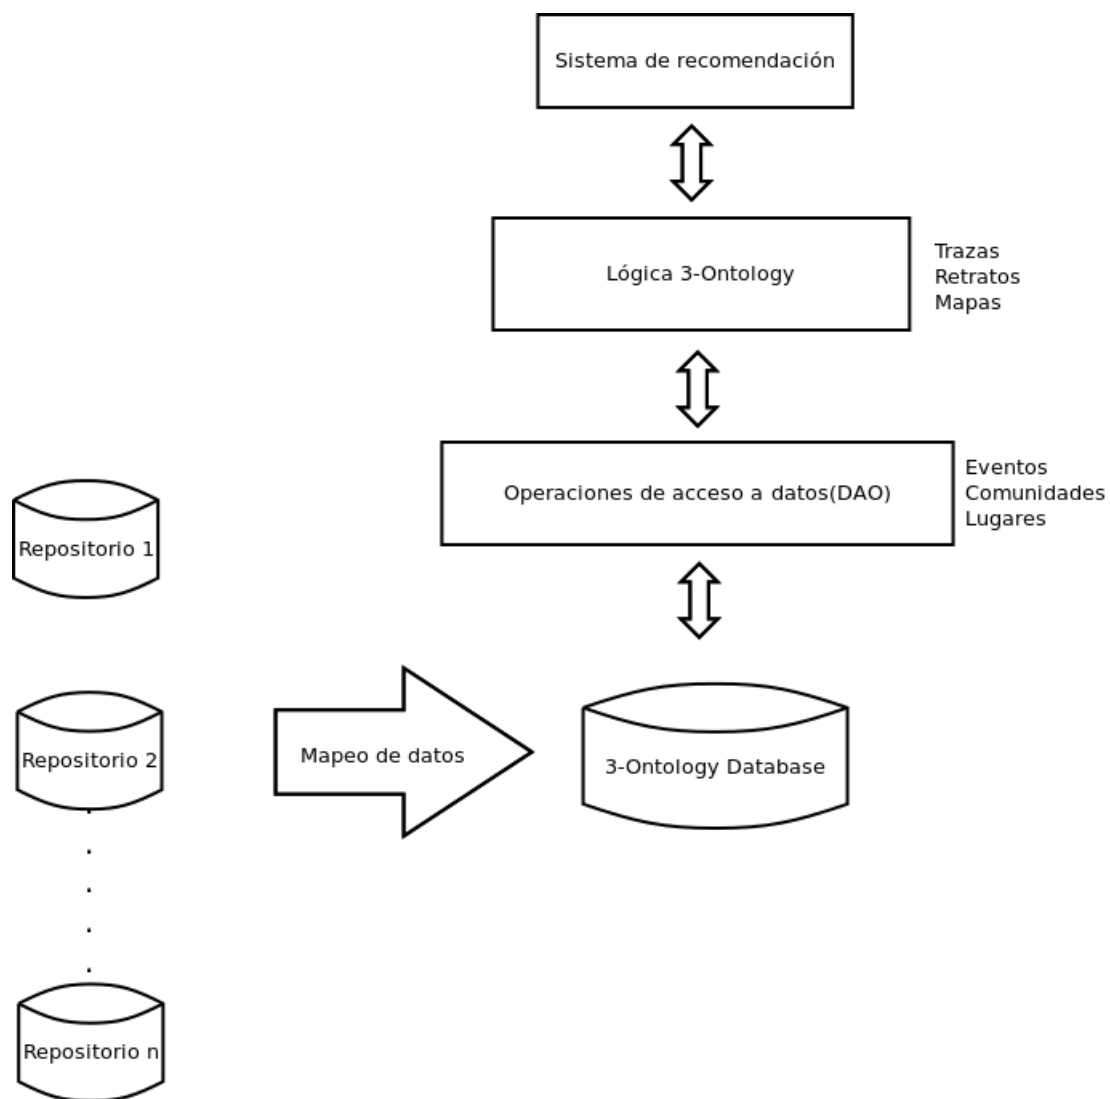 Sistema de recomendación
Lógica 3-Ontology
Trazas
Retratos
Mapas
Operaciones de acceso a datos(DAO)
Eventos
Comunidades
Lugares
Repositorio 1
Repositorio 2
Mapeo de datos
3-Ontology Database
Repositorio n